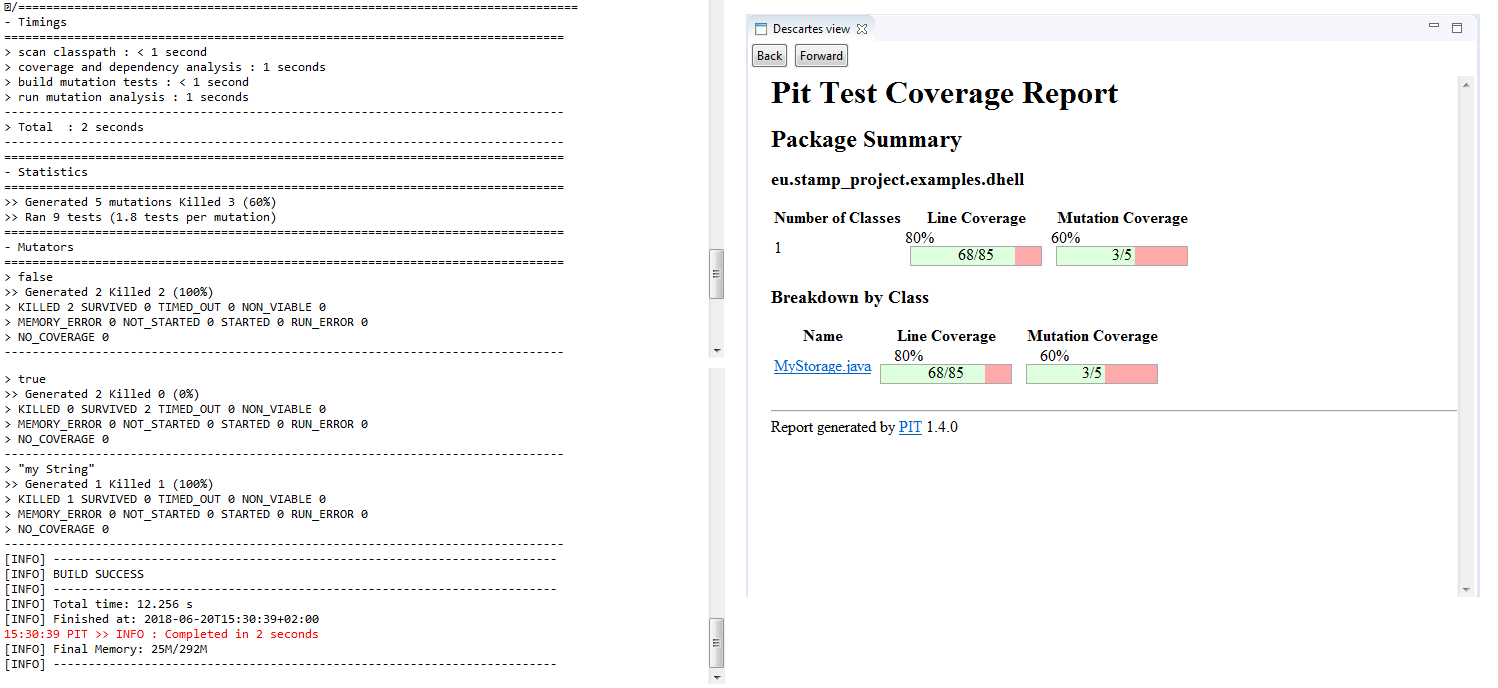 /================================================================================
- Timings
================================================================================
> scan classpath : < 1 second
> coverage and dependency analysis : 1 seconds
> build mutation tests : < 1 second
> run mutation analysis : 1 seconds
--------------------------------------------------------------------------------
> Total  : 2 seconds
--------------------------------------------------------------------------------
================================================================================
- Statistics
================================================================================
>> Generated 5 mutations Killed 3 (60%)
>> Ran 9 tests (1.8 tests per mutation)
================================================================================
- Mutators
================================================================================
> false
>> Generated 2 Killed 2 (100%)
> KILLED 2 SURVIVED 0 TIMED_OUT 0 NON_VIABLE 0
> MEMORY_ERROR 0 NOT_STARTED 0 STARTED 0 RUN_ERROR 0
> NO_COVERAGE 0
--------------------------------------------------------------------------------
> true
>> Generated 2 Killed 0 (0%)
> KILLED 0 SURVIVED 2 TIMED_OUT 0 NON_VIABLE 0
> MEMORY_ERROR 0 NOT_STARTED 0 STARTED 0 RUN_ERROR 0
> NO_COVERAGE 0
--------------------------------------------------------------------------------
> "my String"
>> Generated 1 Killed 1 (100%)
> KILLED 1 SURVIVED 0 TIMED_OUT 0 NON_VIABLE 0
> MEMORY_ERROR 0 NOT_STARTED 0 STARTED 0 RUN_ERROR 0
> NO_COVERAGE 0
--------------------------------------------------------------------------------
[INFO] ------------------------------------------------------------------------
[INFO] BUILD SUCCESS
[INFO] ------------------------------------------------------------------------
[INFO] Total time: 12.256 s
[INFO] Finished at: 2018-06-20T15:30:39+02:00
15:30:39 PIT >> INFO : Completed in 2 seconds
[INFO] Final Memory: 25M/292M
[INFO] ------------------------------------------------------------------------
Descartes view
Back Forward
Pit Test Coverage Report
Package Summary
eu.stamp_project.examples.dhell
Number of Classes Line Coverage Mutation Coverage
80% 60%
1 68/85 3/5
Breakdown by Class
Name Line Coverage Mutation Coverage
80% 60%
MyStorage.java 68/85 3/5
Report generated by PIT 1.4.0